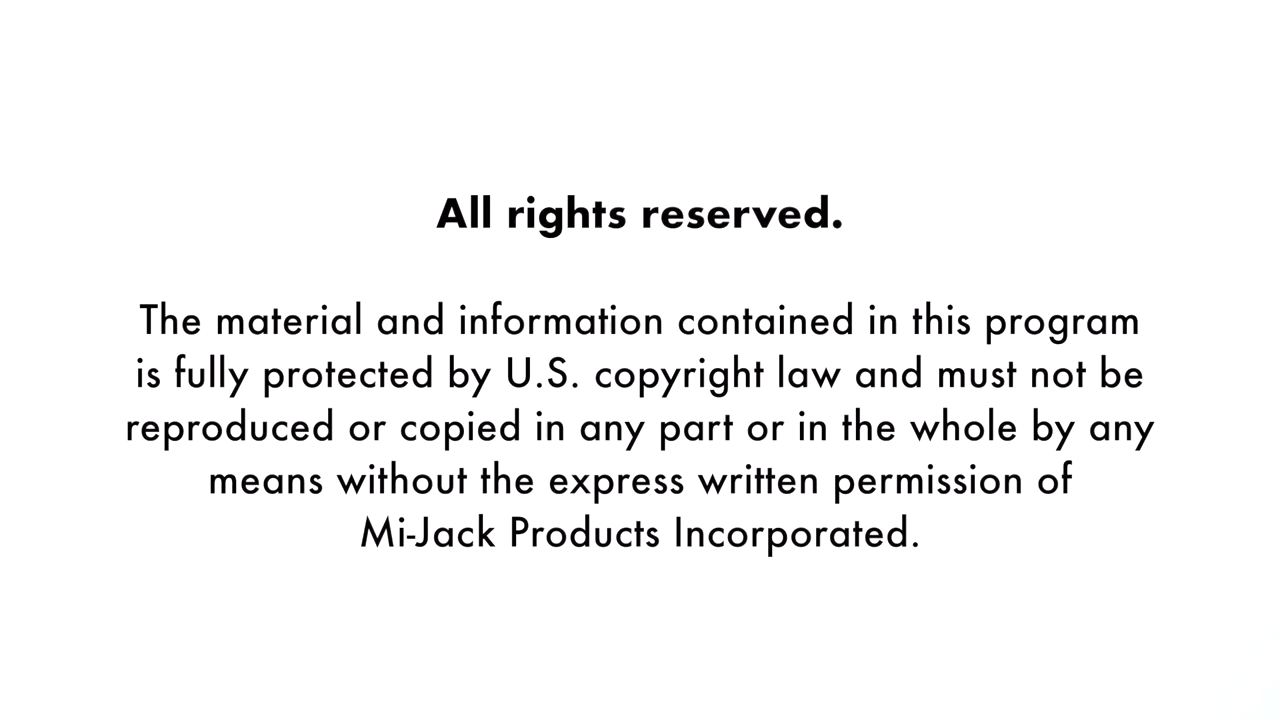 All rights reserved.
The material and information contained in this program
is fully protected by U.S. copyright law and must not be
reproduced or copied in any part or in the whole by any
means without the express written permission of
Mi-Jack Products Incorporated.